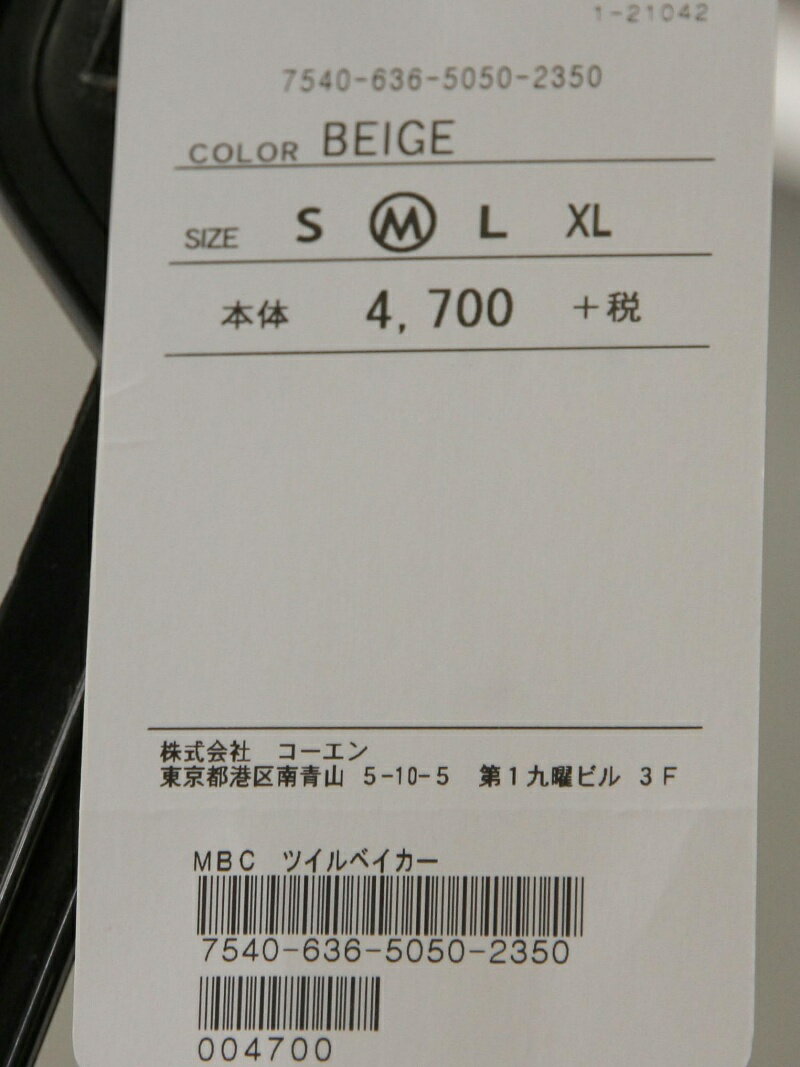 1-21042
7540-636-5050-2350
COLOR BEIGE
SIZE S M L XL
本体 4,700 +税
株式会社 コーエン
東京都港区南青山 5-10-5 第1九曜ビル 3F
MBC ツイルベイカー
7540-636-5050-2350
004700